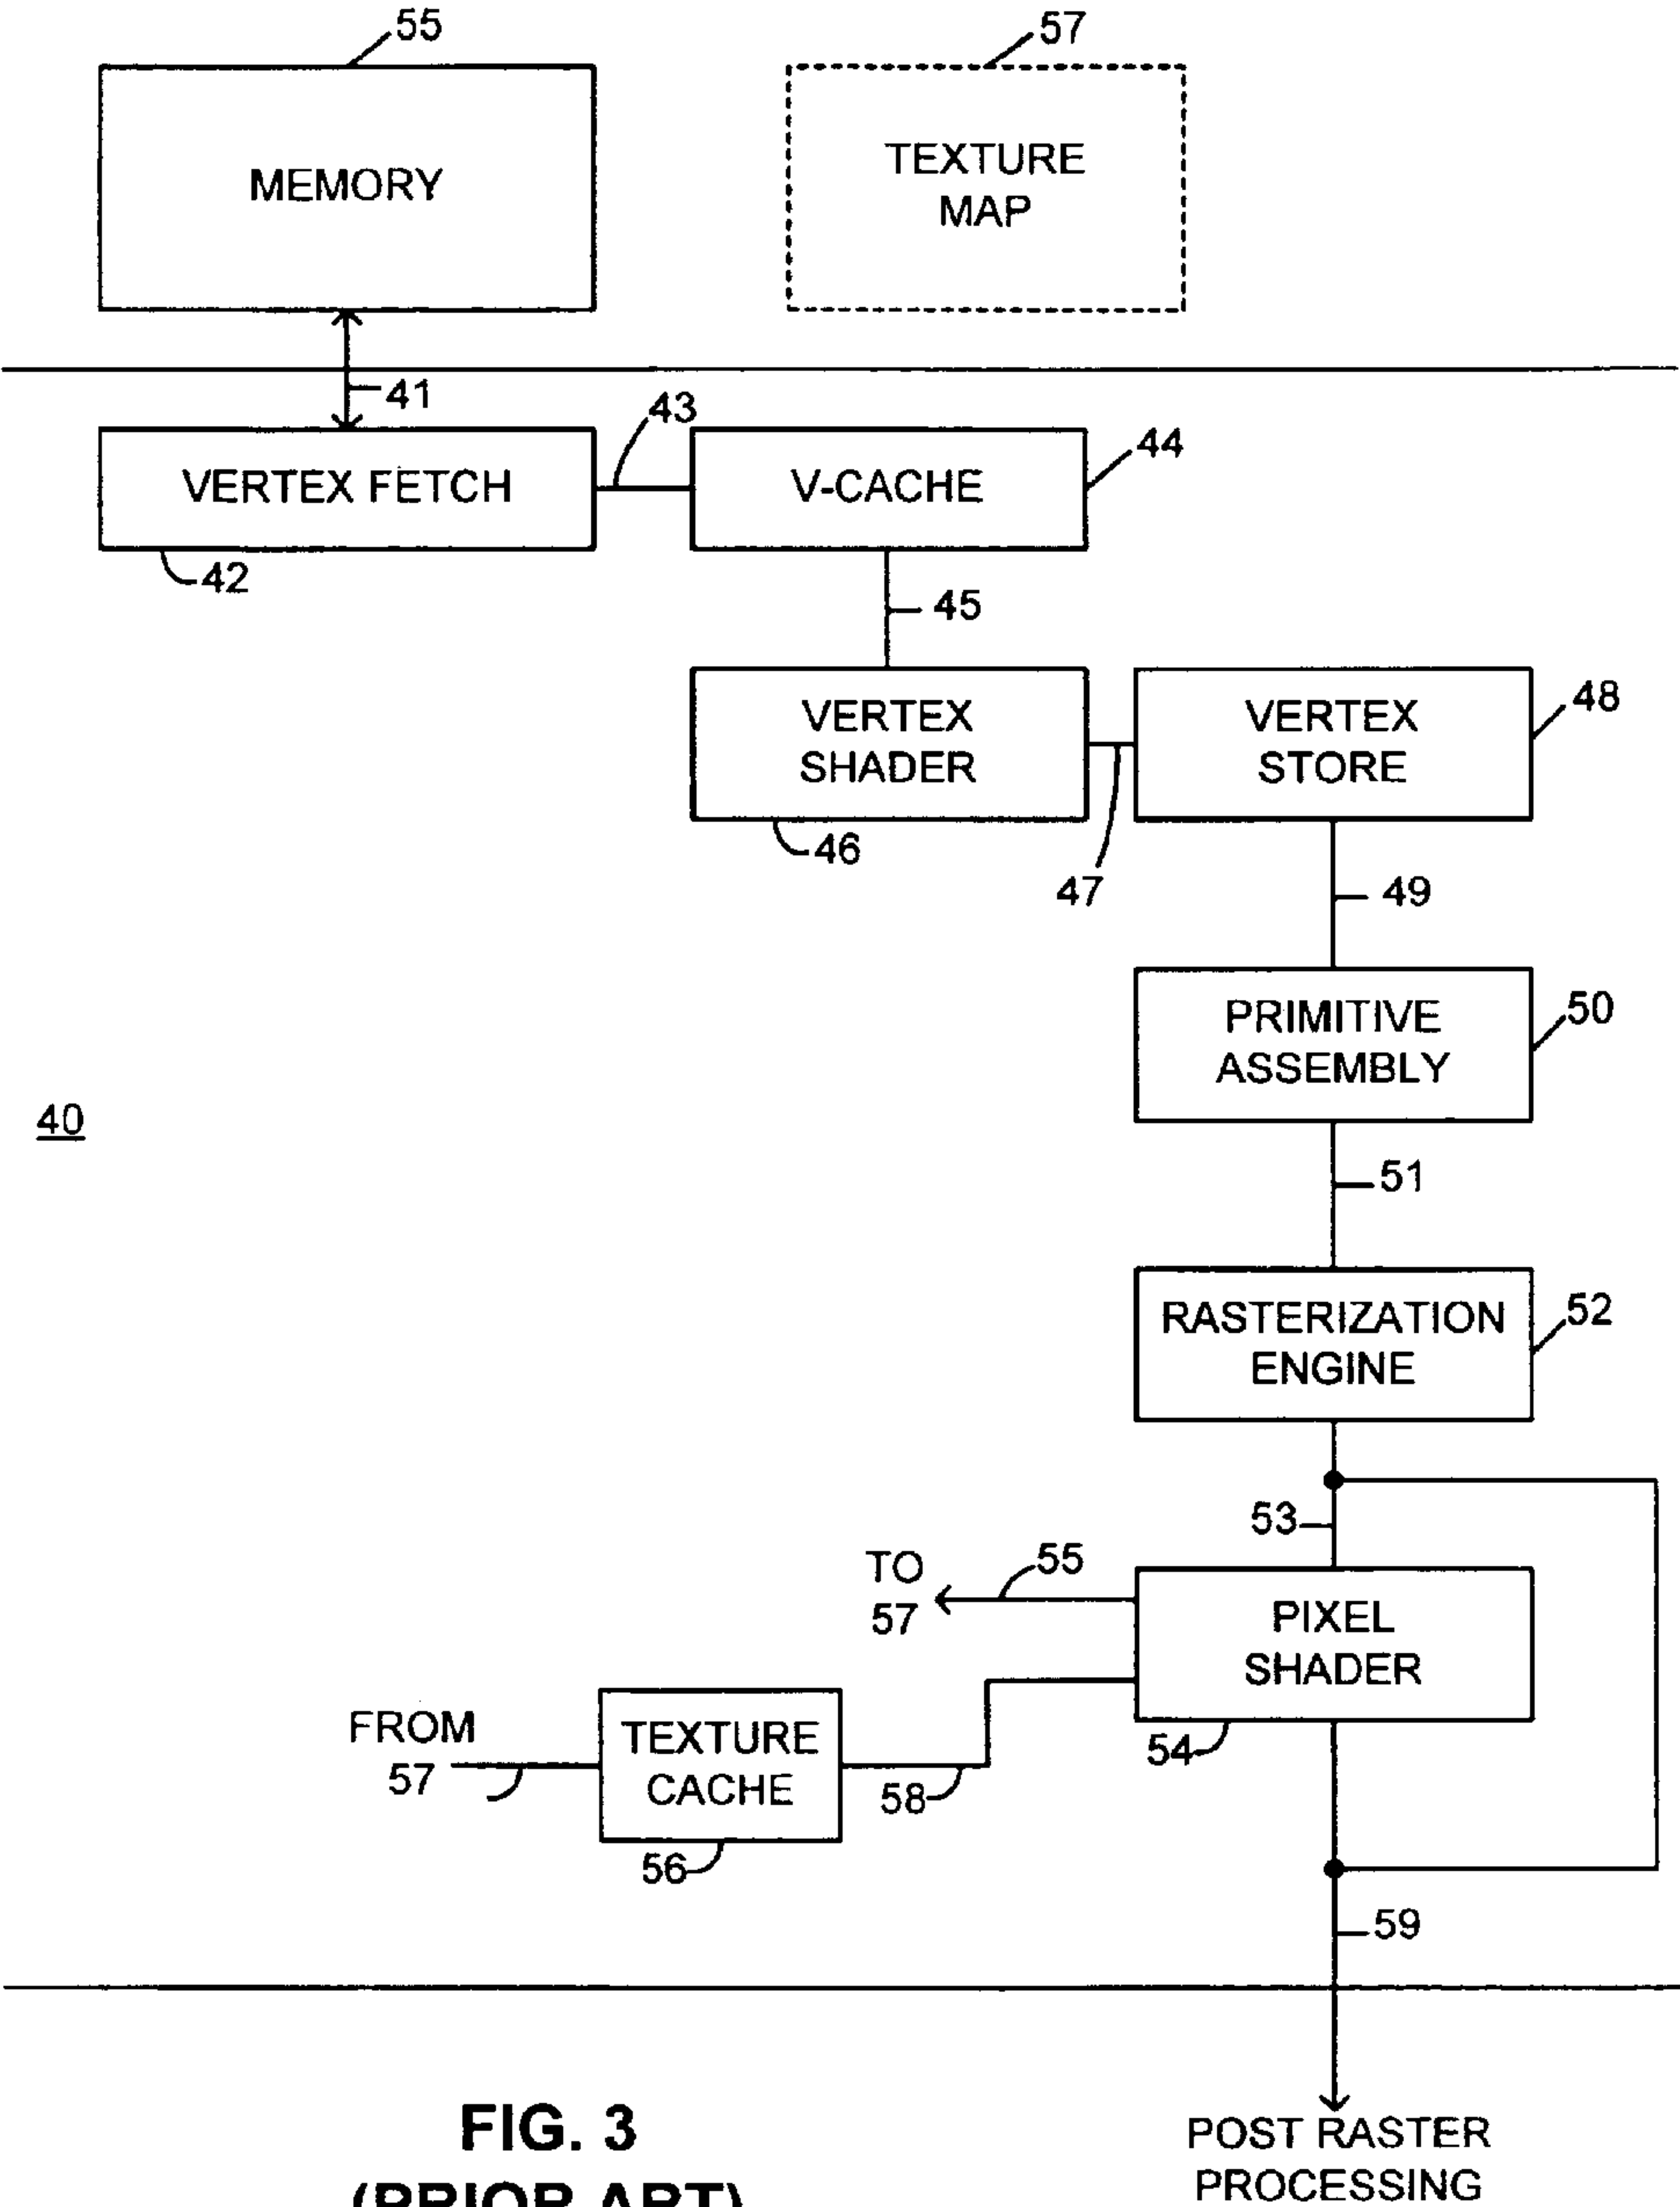 55
57
MEMORY
TEXTURE
MAP
41
43
VERTEX FETCH
V-CACHE
44
42
45
VERTEX
SHADER
VERTEX
STORE
48
46
47
49
PRIMITIVE
ASSEMBLY
50
40
51
RASTERIZATION
ENGINE
52
53
TO
57
55
PIXEL
SHADER
54
FROM
57
TEXTURE
CACHE
58
56
59
FIG. 3
(PRIOR ART)
POST RASTER
PROCESSING